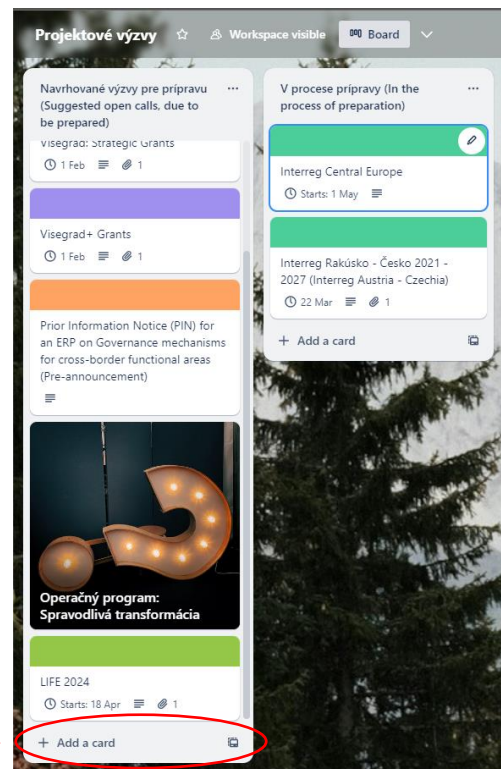 Projektové výzvy Workspace visible Board
Navrhované výzvy pre prípravu
(Suggested open calls, due to
be prepared)
Visegrad: Strategic Grants
1 Feb 1
Visegrad+ Grants
1 Feb 1
Prior Information Notice (PIN) for
an ERP on Governance mechanisms
for cross-border functional areas
(Pre-announcement)
Operačný program:
Spravodlivá transformácia
LIFE 2024
Starts: 18 Apr 1
+ Add a card
V procese prípravy (In the
process of preparation)
Interreg Central Europe
Starts: 1 May
Interreg Rakúsko - Česko 2021 -
2027 (Interreg Austria - Czechia)
22 Mar 1
+ Add a card